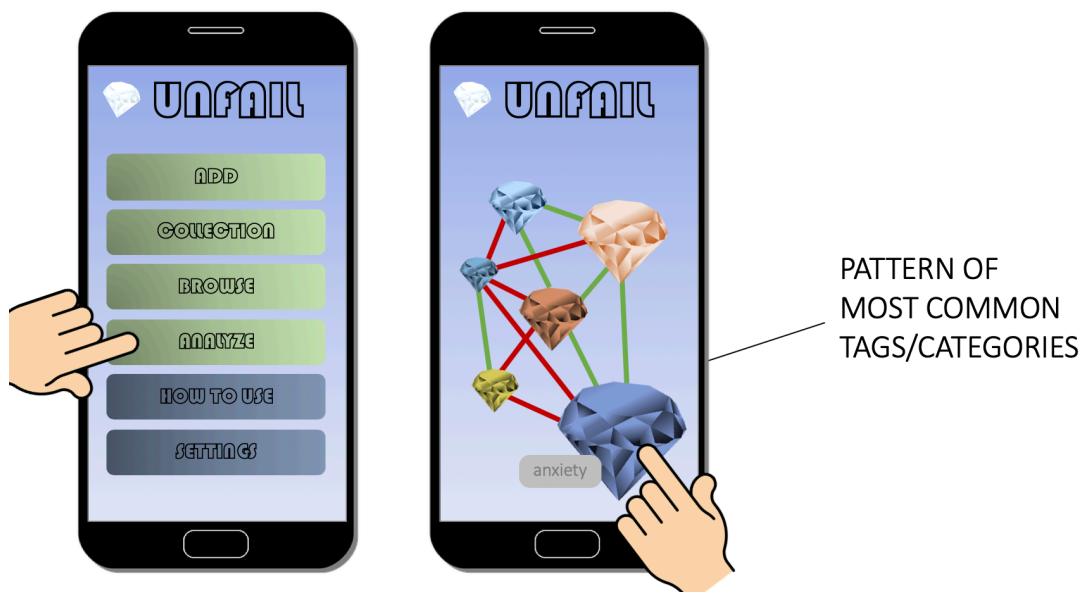 UNFAIL
ADD
COLLECTION
BROWSE
ANALYZE
HOW TO USE
SETTINGS
UNFAIL
anxiety
PATTERN OF
MOST COMMON
TAGS/CATEGORIES